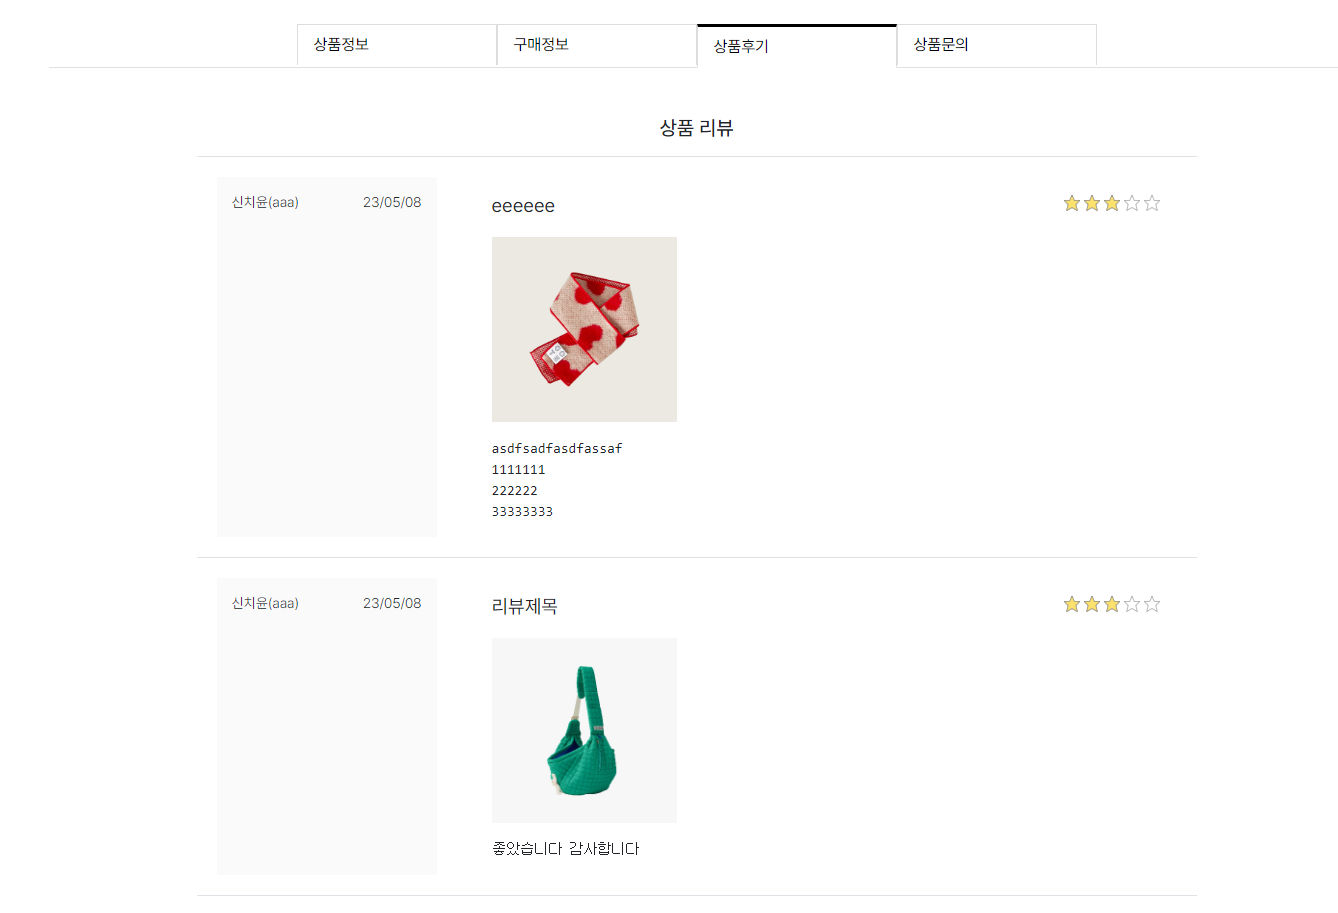 상품정보
구매정보
상품후기
상품문의
상품 리뷰
신치윤(aaa) 23/05/08
eeeeee
asdfsadfasdfassaf
1111111
222222
33333333
신치윤(aaa) 23/05/08
리뷰제목
좋았습니다 감사합니다